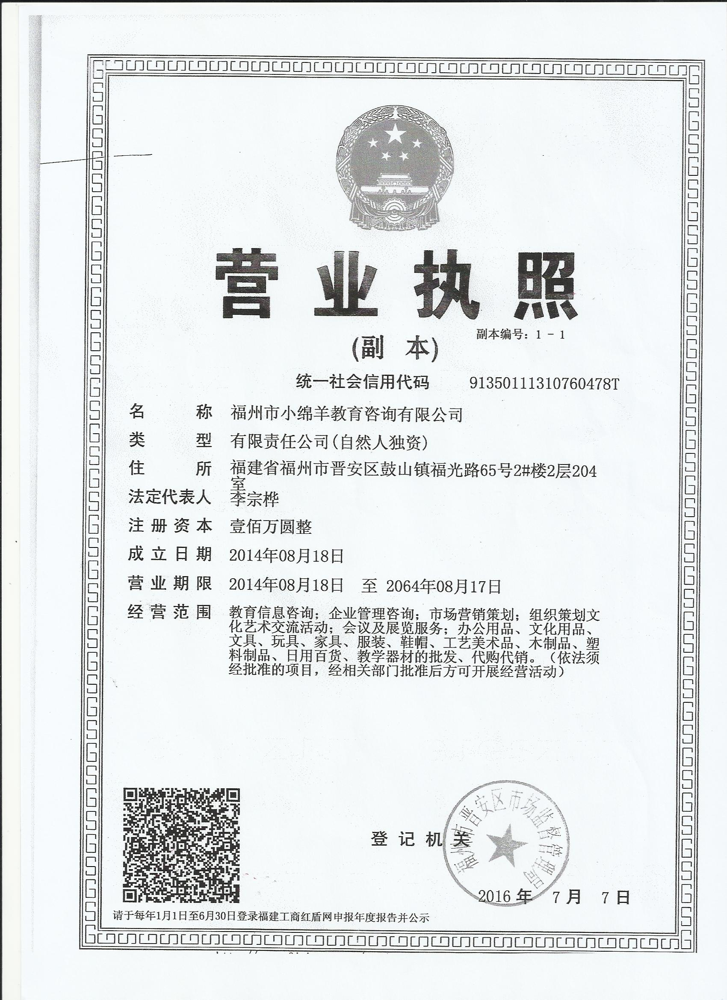 营业执照
副本编号：1 - 1
(副 本)
统一社会信用代码 91350111310760478T
名 称 福州市小绵羊教育咨询有限公司
类 型 有限责任公司(自然人独资)
住 所 福建省福州市晋安区鼓山镇福光路65号2#楼2层204
室
法定代表人 李宗桦
注册资本 壹佰万圆整
成立日期 2014年08月18日
营业期限 2014年08月18日 至 2064年08月17日
经营范围 教育信息咨询；企业管理咨询；市场营销策划；组织策划文
化艺术交流活动；会议及展览服务；办公用品、文化用品、
文具、玩具、家具、服装、鞋帽、工艺美术品、木制品、塑
料制品、日用百货、教学器材的批发、代购代销。（依法须
经批准的项目，经相关部门批准后方可开展经营活动）
福州市晋安区市场监督管理局
登记机关
2016 年 7 月 7 日
请于每年1月1日至6月30日登录福建工商红盾网申报年度报告并公示